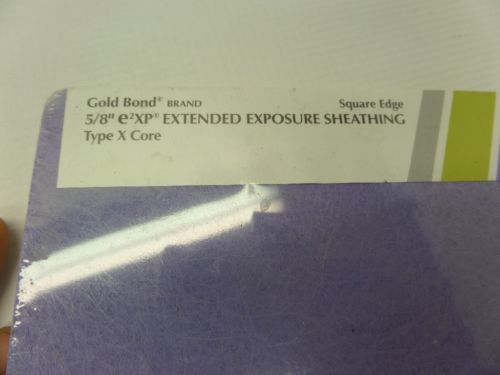 Gold Bond® BRAND Square Edge
5/8" e²XP® EXTENDED EXPOSURE SHEATHING
Type X Core